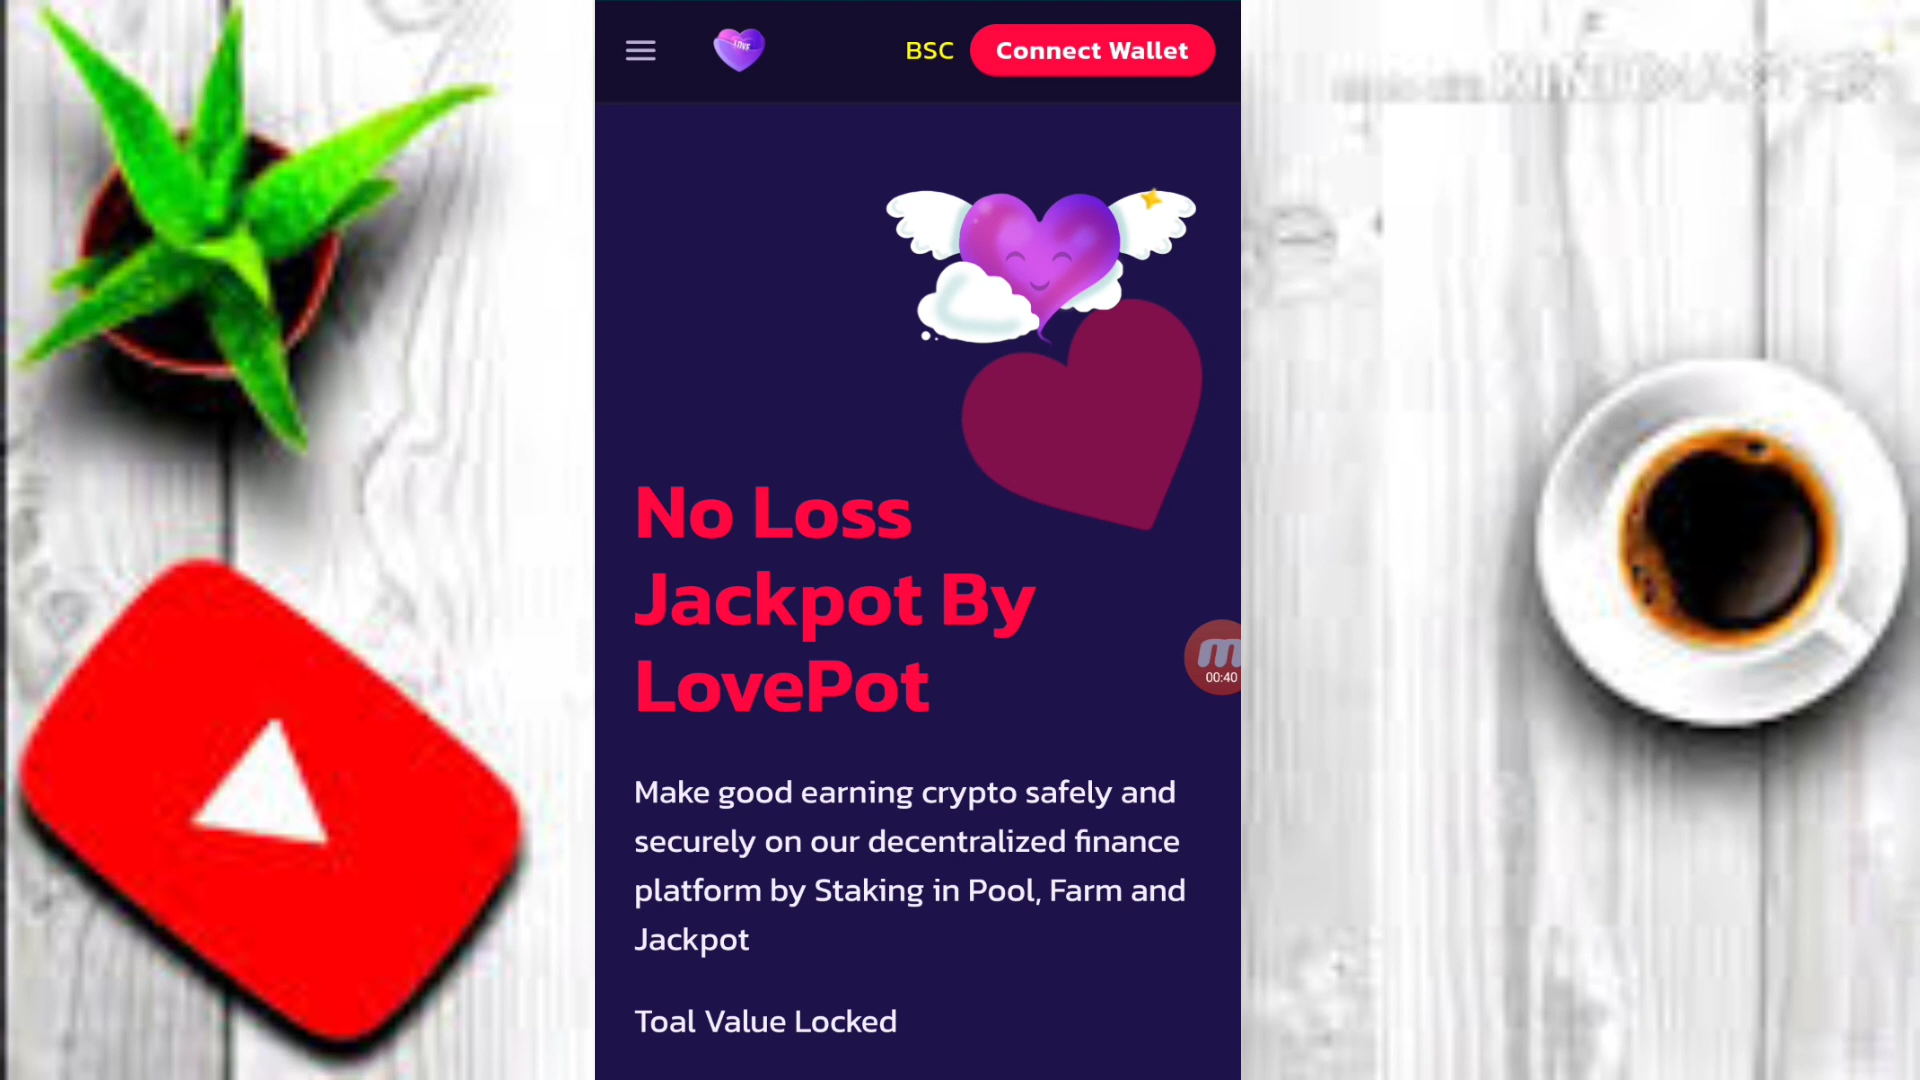 LOVE
BSC
Connect Wallet
No Loss
Jackpot By
LovePot
00:40
Make good earning crypto safely and
securely on our decentralized finance
platform by Staking in Pool, Farm and
Jackpot
Toal Value Locked